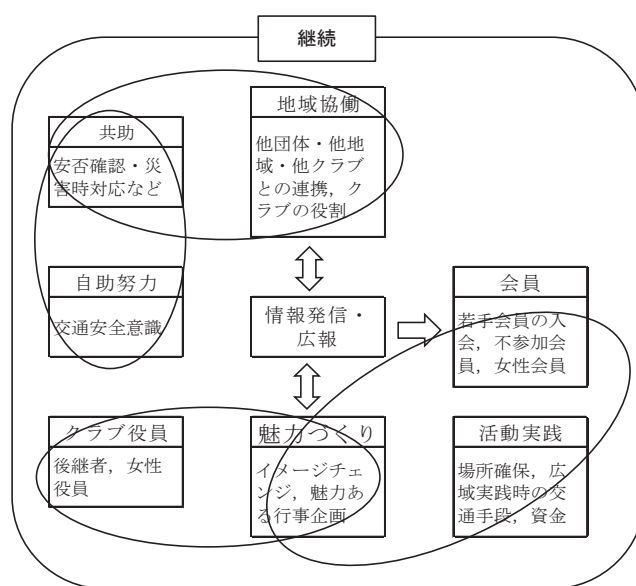 継続
地域協働
他団体・他地
域・他クラブ
との連携，ク
ラブの役割
共助
安否確認・災
害時対応など
自助努力
交通安全意識
情報発信・
広報
会員
若手会員の入
会，不参加会
員，女性会員
クラブ役員
後継者，女性
役員
魅力づくり
イメージチェ
ンジ，魅力あ
る行事企画
活動実践
場所確保，広
域実践時の交
通手段，資金